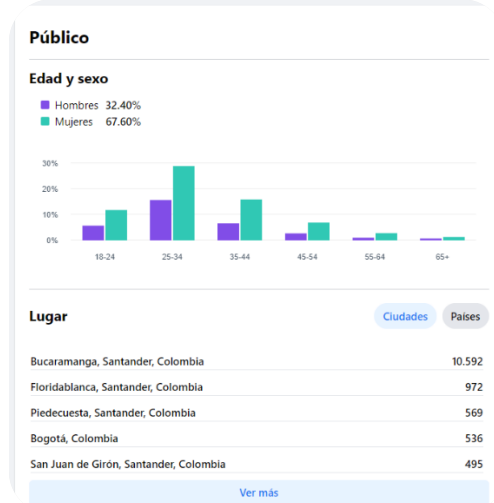 Público
Edad y sexo
Hombres 32.40%
Mujeres 67.60%
30%
20%
10%
0%
18-24 25-34 35-44 45-54 55-64 65+
Lugar Ciudades Países
Bucaramanga, Santander, Colombia 10.592
Floridablanca, Santander, Colombia 972
Piedecuesta, Santander, Colombia 569
Bogotá, Colombia 536
San Juan de Girón, Santander, Colombia 495
Ver más